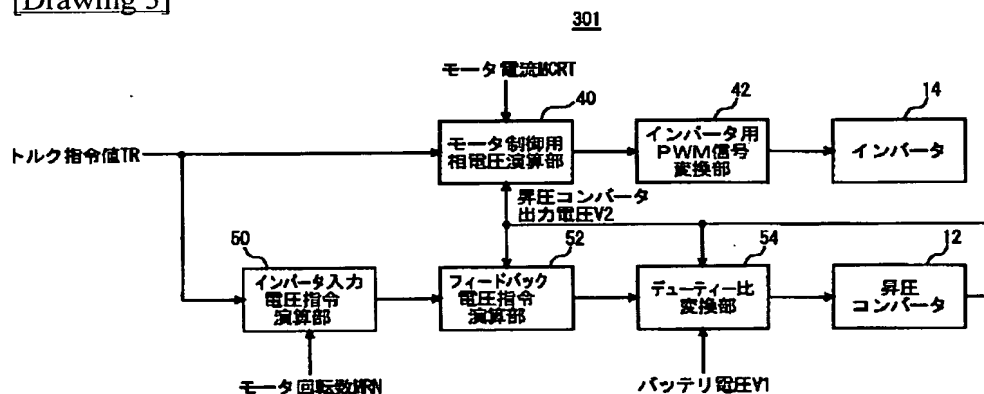 [Drawing 3]
301
モータ電流MCRT
40
42
14
トルク指令値TR
モータ制御用
相電圧演算部
インバータ用
PWM信号
変換部
インバータ
昇圧コンバータ
出力電圧V2
50
52
54
12
インバータ入力
電圧指令
演算部
フィードバック
電圧指令
演算部
デューティー比
変換部
昇圧
コンバータ
モータ回転数MRN
バッテリ電圧V1